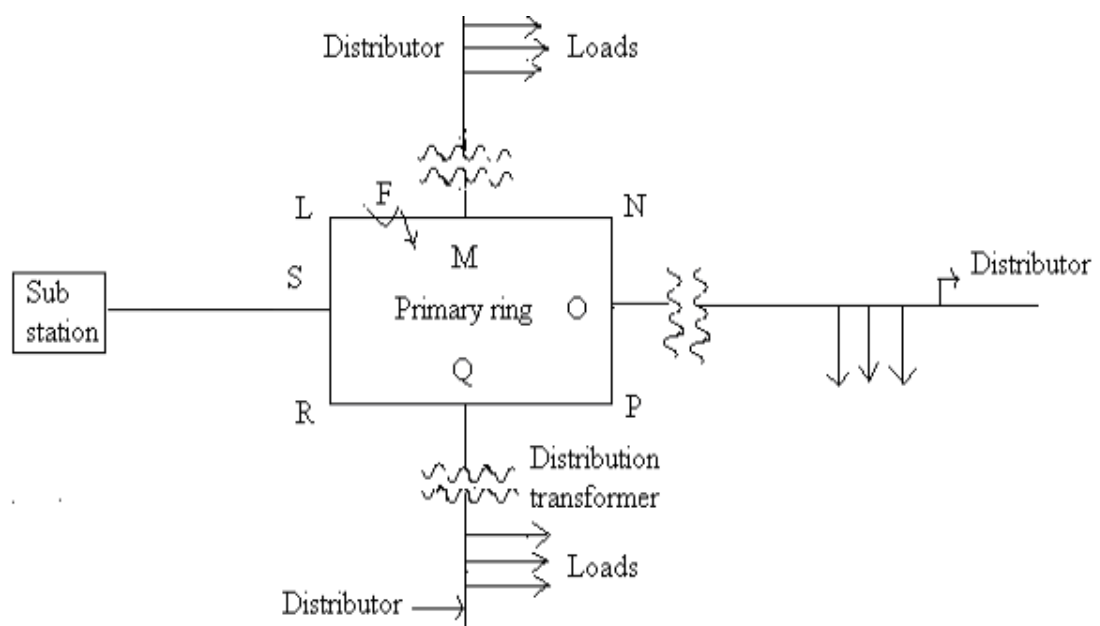 Distributor
Loads
F
L
N
M
S
Distributor
Sub
station
Primary ring
O
Q
R
P
Distribution
transformer
Loads
Distributor